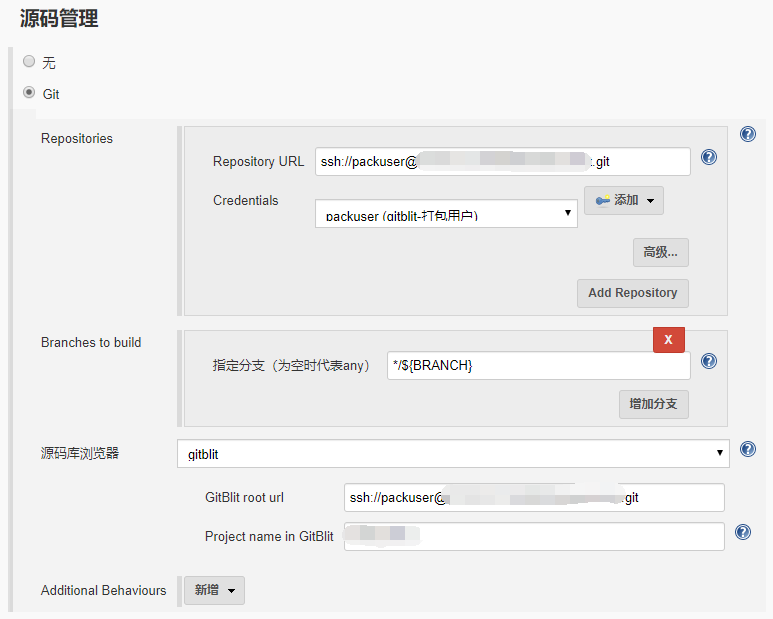 源码管理
无
Git
Repositories
Repository URL ssh://packuser@ .git
Credentials packuser (gitblit-打包用户) 添加
高级...
Add Repository
Branches to build
X
指定分支（为空时代表any） */${BRANCH}
增加分支
源码库浏览器 gitblit
GitBlit root url ssh://packuser@ .git
Project name in GitBlit
Additional Behaviours 新增